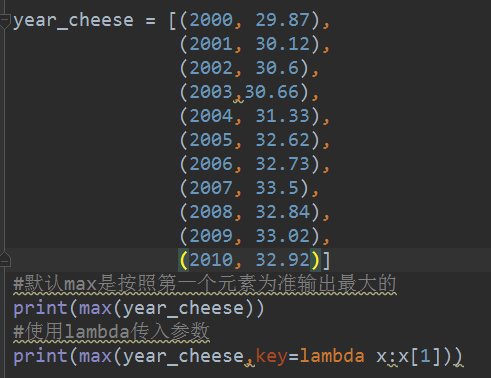 year_cheese = [(2000, 29.87),
(2001, 30.12),
(2002, 30.6),
(2003,30.66),
(2004, 31.33),
(2005, 32.62),
(2006, 32.73),
(2007, 33.5),
(2008, 32.84),
(2009, 33.02),
(2010, 32.92)]
#默认max是按照第一个元素为准输出最大的
print(max(year_cheese))
#使用lambda传入参数
print(max(year_cheese,key=lambda x:x[1]))